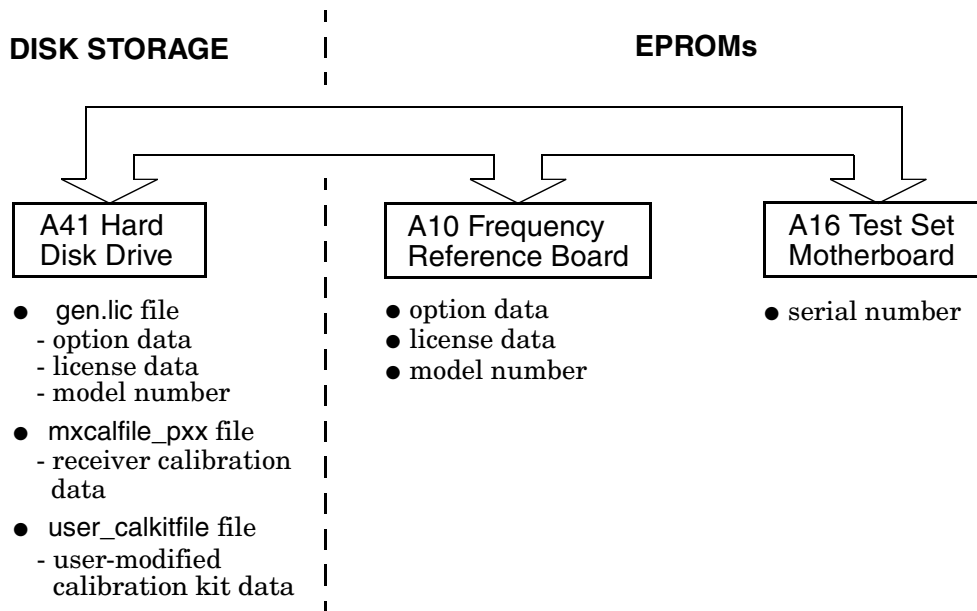 DISK STORAGE
EPROMs
A41 Hard
Disk Drive
● gen.lic file
- option data
- license data
- model number
● mxcalfile_pxx file
- receiver calibration
data
● user_calkitfile file
- user-modified
calibration kit data
A10 Frequency
Reference Board
● option data
● license data
● model number
A16 Test Set
Motherboard
● serial number